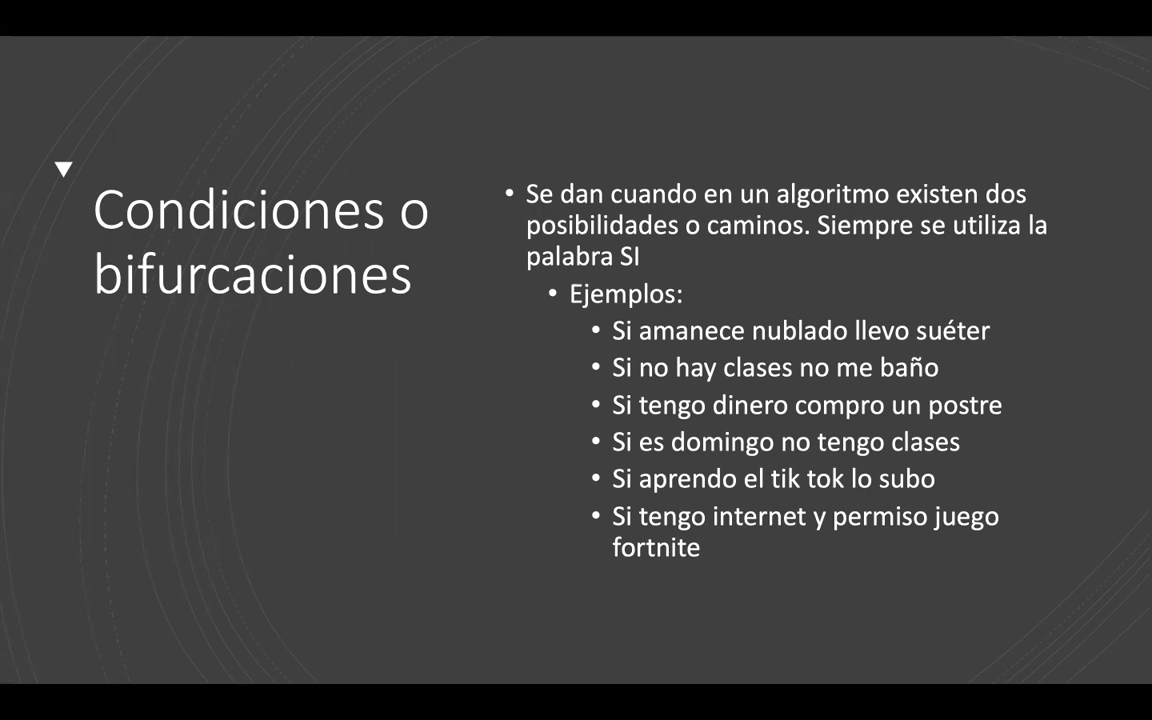 Condiciones o
bifurcaciones
• Se dan cuando en un algoritmo existen dos
posibilidades o caminos. Siempre se utiliza la
palabra SI
• Ejemplos:
• Si amanece nublado llevo suéter
• Si no hay clases no me baño
• Si tengo dinero compro un postre
• Si es domingo no tengo clases
• Si aprendo el tik tok lo subo
• Si tengo internet y permiso juego
fortnite